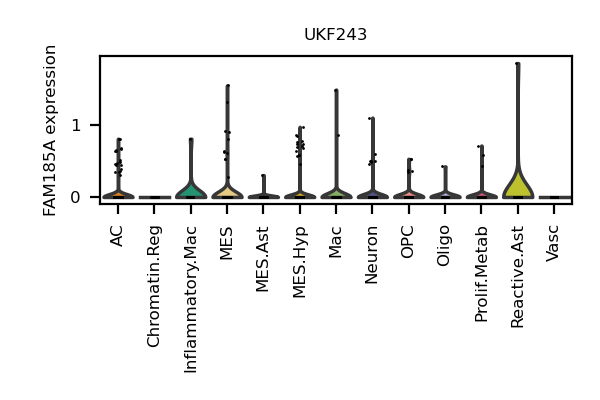 UKF243
FAM185A expression
1
0
AC
Chromatin.Reg
Inflammatory.Mac
MES
MES.Ast
MES.Hyp
Mac
Neuron
OPC
Oligo
Prolif.Metab
Reactive.Ast
Vasc